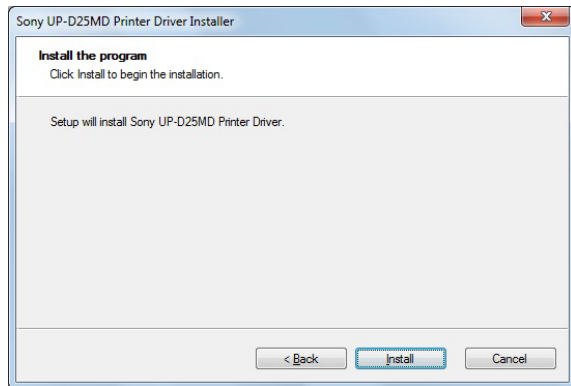 Sony UP-D25MD Printer Driver Installer
Install the program
Click Install to begin the installation.
Setup will install Sony UP-D25MD Printer Driver.
< Back Install Cancel